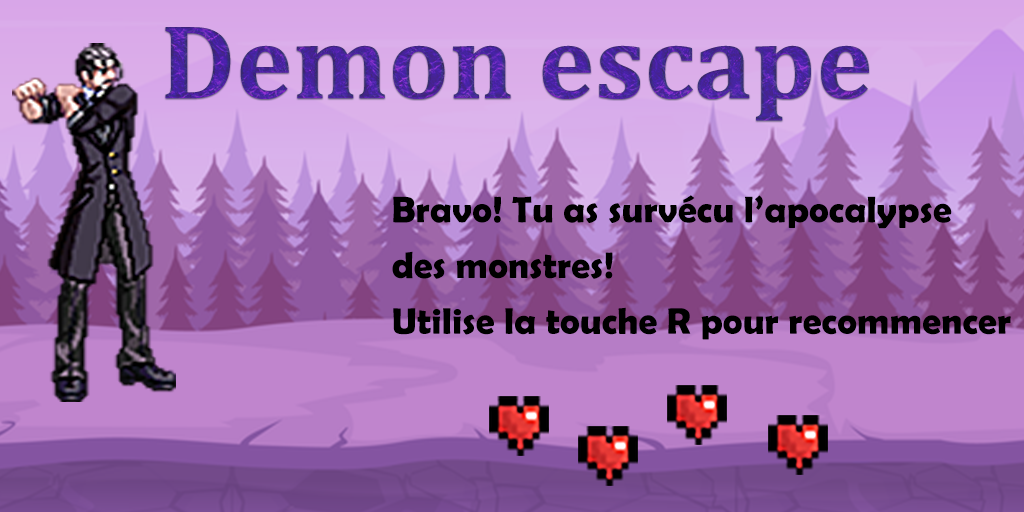 Demon escape
Bravo! Tu as survécu l’apocalypse
des monstres!
Utilise la touche R pour recommencer